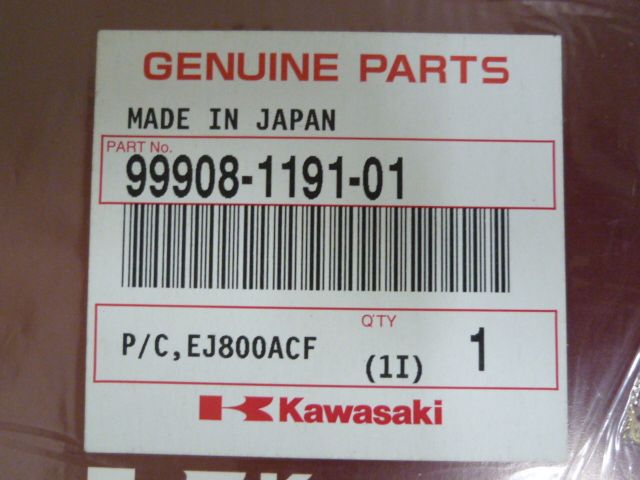 GENUINE PARTS
MADE IN JAPAN
PART No.
99908-1191-01
Q'TY
P/C,EJ800ACF (1I) 1
Kawasaki